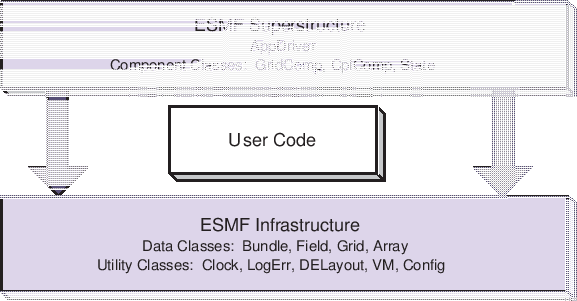 ESMF Superstructure
AppDriver
Component Classes: GridComp, CplComp, State
User Code
ESMF Infrastructure
Data Classes: Bundle, Field, Grid, Array
Utility Classes: Clock, LogErr, DELayout, VM, Config